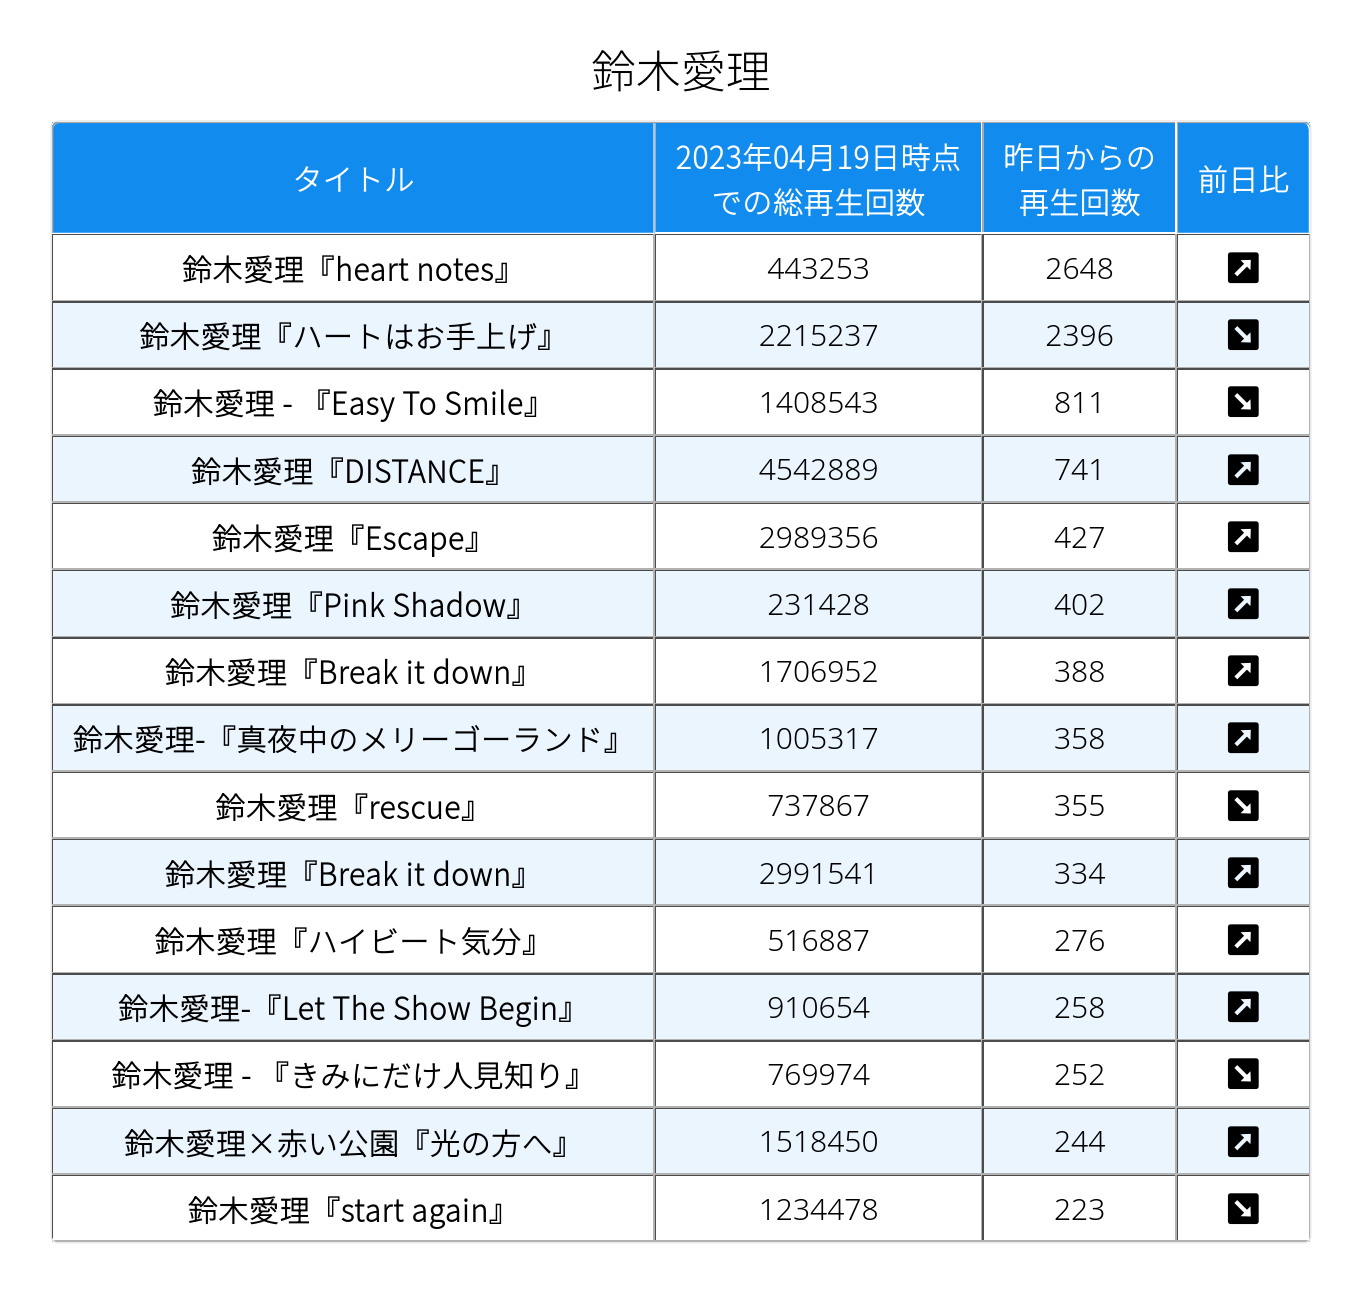 鈴木愛理
タイトル
2023年04月19日時点
での総再生回数
昨日からの
再生回数
前日比
鈴木愛理『heart notes』 443253 2648 ↗
鈴木愛理『ハートはお手上げ』 2215237 2396 ↘
鈴木愛理 - 『Easy To Smile』 1408543 811 ↘
鈴木愛理『DISTANCE』 4542889 741 ↗
鈴木愛理『Escape』 2989356 427 ↗
鈴木愛理『Pink Shadow』 231428 402 ↗
鈴木愛理『Break it down』 1706952 388 ↗
鈴木愛理-『真夜中のメリーゴーランド』 1005317 358 ↗
鈴木愛理『rescue』 737867 355 ↘
鈴木愛理『Break it down』 2991541 334 ↗
鈴木愛理『ハイビート気分』 516887 276 ↗
鈴木愛理-『Let The Show Begin』 910654 258 ↗
鈴木愛理 - 『きみにだけ人見知り』 769974 252 ↘
鈴木愛理×赤い公園『光の方へ』 1518450 244 ↗
鈴木愛理『start again』 1234478 223 ↘